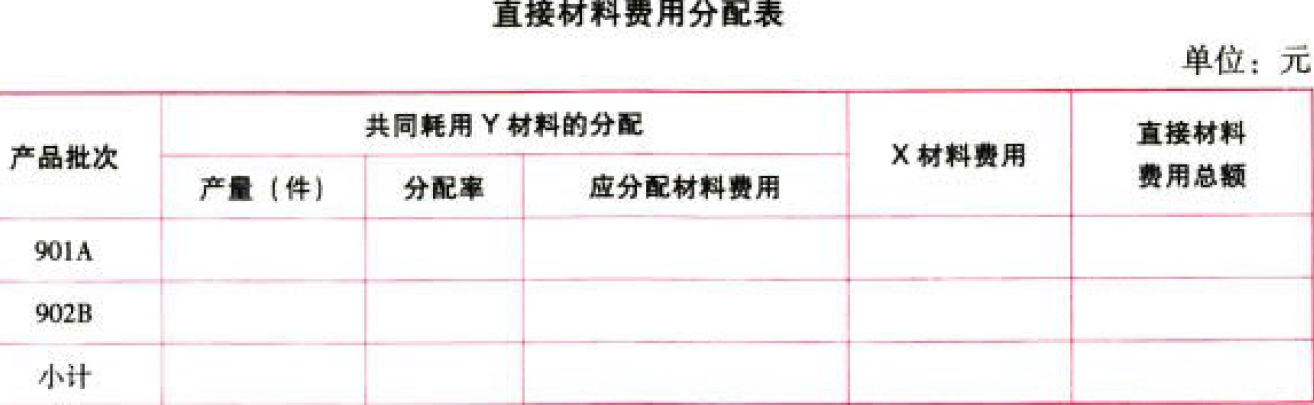 直接材料费用分配表
单位：元
产品批次 共同耗用 Y 材料的分配 X 材料费用 直接材料费用总额
产量（件） 分配率 应分配材料费用
901A
902B
小计